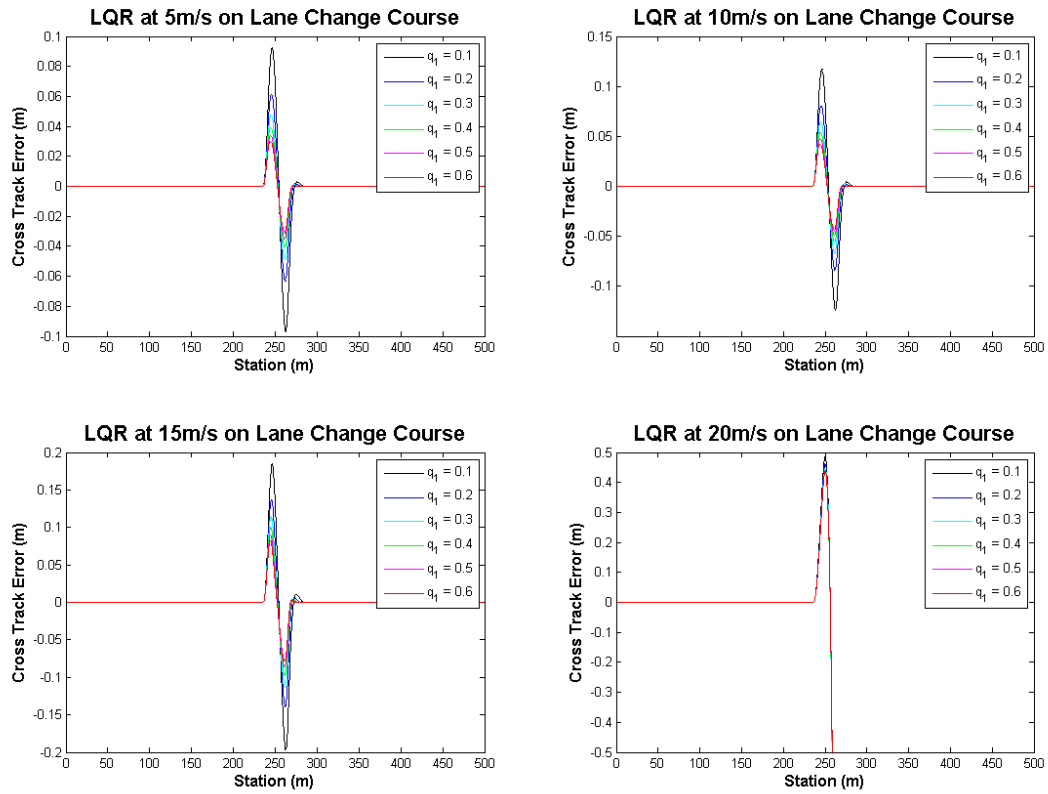 LQR at 5m/s on Lane Change Course
0.1
0.08
0.06
0.04
0.02
0
-0.02
-0.04
-0.06
-0.08
-0.1
Cross Track Error (m)
q1 = 0.1
q1 = 0.2
q1 = 0.3
q1 = 0.4
q1 = 0.5
q1 = 0.6
0 50 100 150 200 250 300 350 400 450 500
Station (m)
LQR at 10m/s on Lane Change Course
0.15
0.1
0.05
0
-0.05
-0.1
Cross Track Error (m)
q1 = 0.1
q1 = 0.2
q1 = 0.3
q1 = 0.4
q1 = 0.5
q1 = 0.6
0 50 100 150 200 250 300 350 400 450 500
Station (m)
LQR at 15m/s on Lane Change Course
0.2
0.15
0.1
0.05
0
-0.05
-0.1
-0.15
-0.2
Cross Track Error (m)
q1 = 0.1
q1 = 0.2
q1 = 0.3
q1 = 0.4
q1 = 0.5
q1 = 0.6
0 50 100 150 200 250 300 350 400 450 500
Station (m)
LQR at 20m/s on Lane Change Course
0.5
0.4
0.3
0.2
0.1
0
-0.1
-0.2
-0.3
-0.4
-0.5
Cross Track Error (m)
q1 = 0.1
q1 = 0.2
q1 = 0.3
q1 = 0.4
q1 = 0.5
q1 = 0.6
0 50 100 150 200 250 300 350 400 450 500
Station (m)